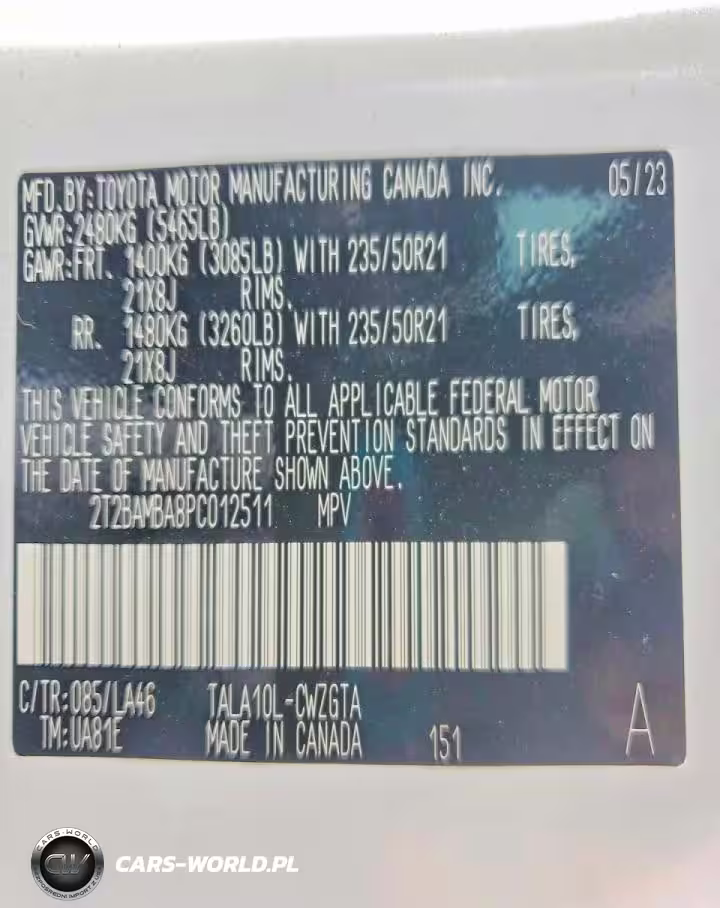 MFD. BY: TOYOTA MOTOR MANUFACTURING CANADA INC. 05/23
GVWR: 2480KG (5465LB)
GAWR: FRT. 1400KG (3085LB) WITH 235/50R21 TIRES,
21X8J RIMS.
RR. 1480KG (3260LB) WITH 235/50R21 TIRES,
21X8J RIMS.
THIS VEHICLE CONFORMS TO ALL APPLICABLE FEDERAL MOTOR
VEHICLE SAFETY AND THEFT PREVENTION STANDARDS IN EFFECT ON
THE DATE OF MANUFACTURE SHOWN ABOVE.
2T2BAMBA8PC012511 MPV
C/TR: 085/LA46 TALA10L-CWZGTA
TM: UA81E MADE IN CANADA 151 A
CARS-WORLD
CW
CARS-WORLD.PL